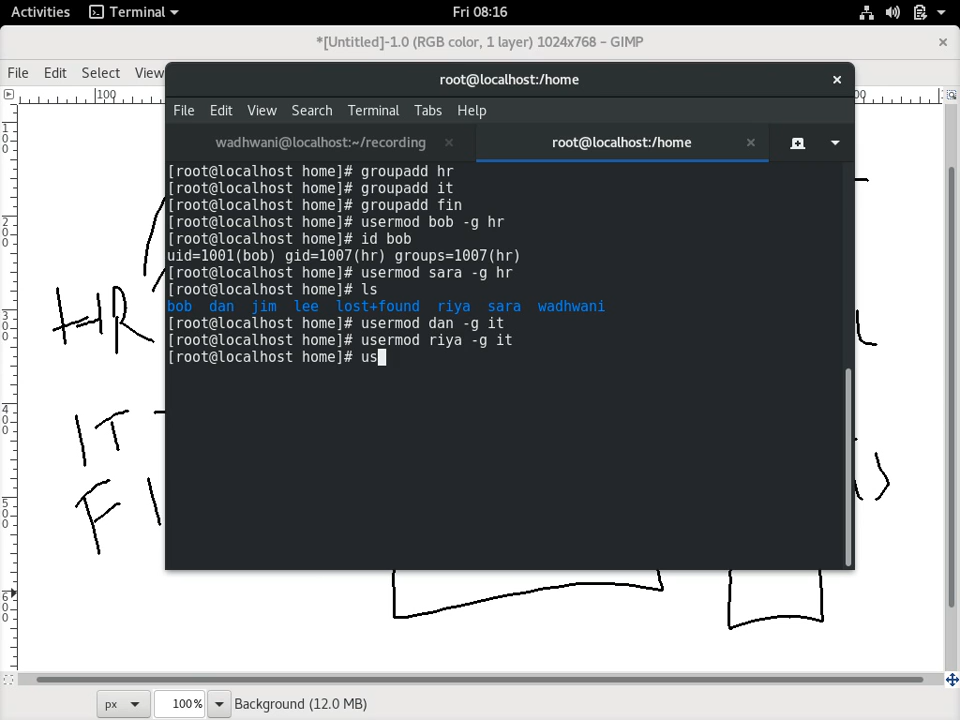 Activities Terminal Fri 08:16
*[Untitled]-1.0 (RGB color, 1 layer) 1024x768 – GIMP
File Edit Select View
100
root@localhost:/home
File Edit View Search Terminal Tabs Help
wadhwani@localhost:~/recording root@localhost:/home
[root@localhost home]# groupadd hr
[root@localhost home]# groupadd it
[root@localhost home]# groupadd fin
[root@localhost home]# usermod bob -g hr
[root@localhost home]# id bob
uid=1001(bob) gid=1007(hr) groups=1007(hr)
[root@localhost home]# usermod sara -g hr
[root@localhost home]# ls
bob dan jim lee lost+found riya sara wadhwani
[root@localhost home]# usermod dan -g it
[root@localhost home]# usermod riya -g it
[root@localhost home]# us
HR
IT
FI
px 100% Background (12.0 MB)